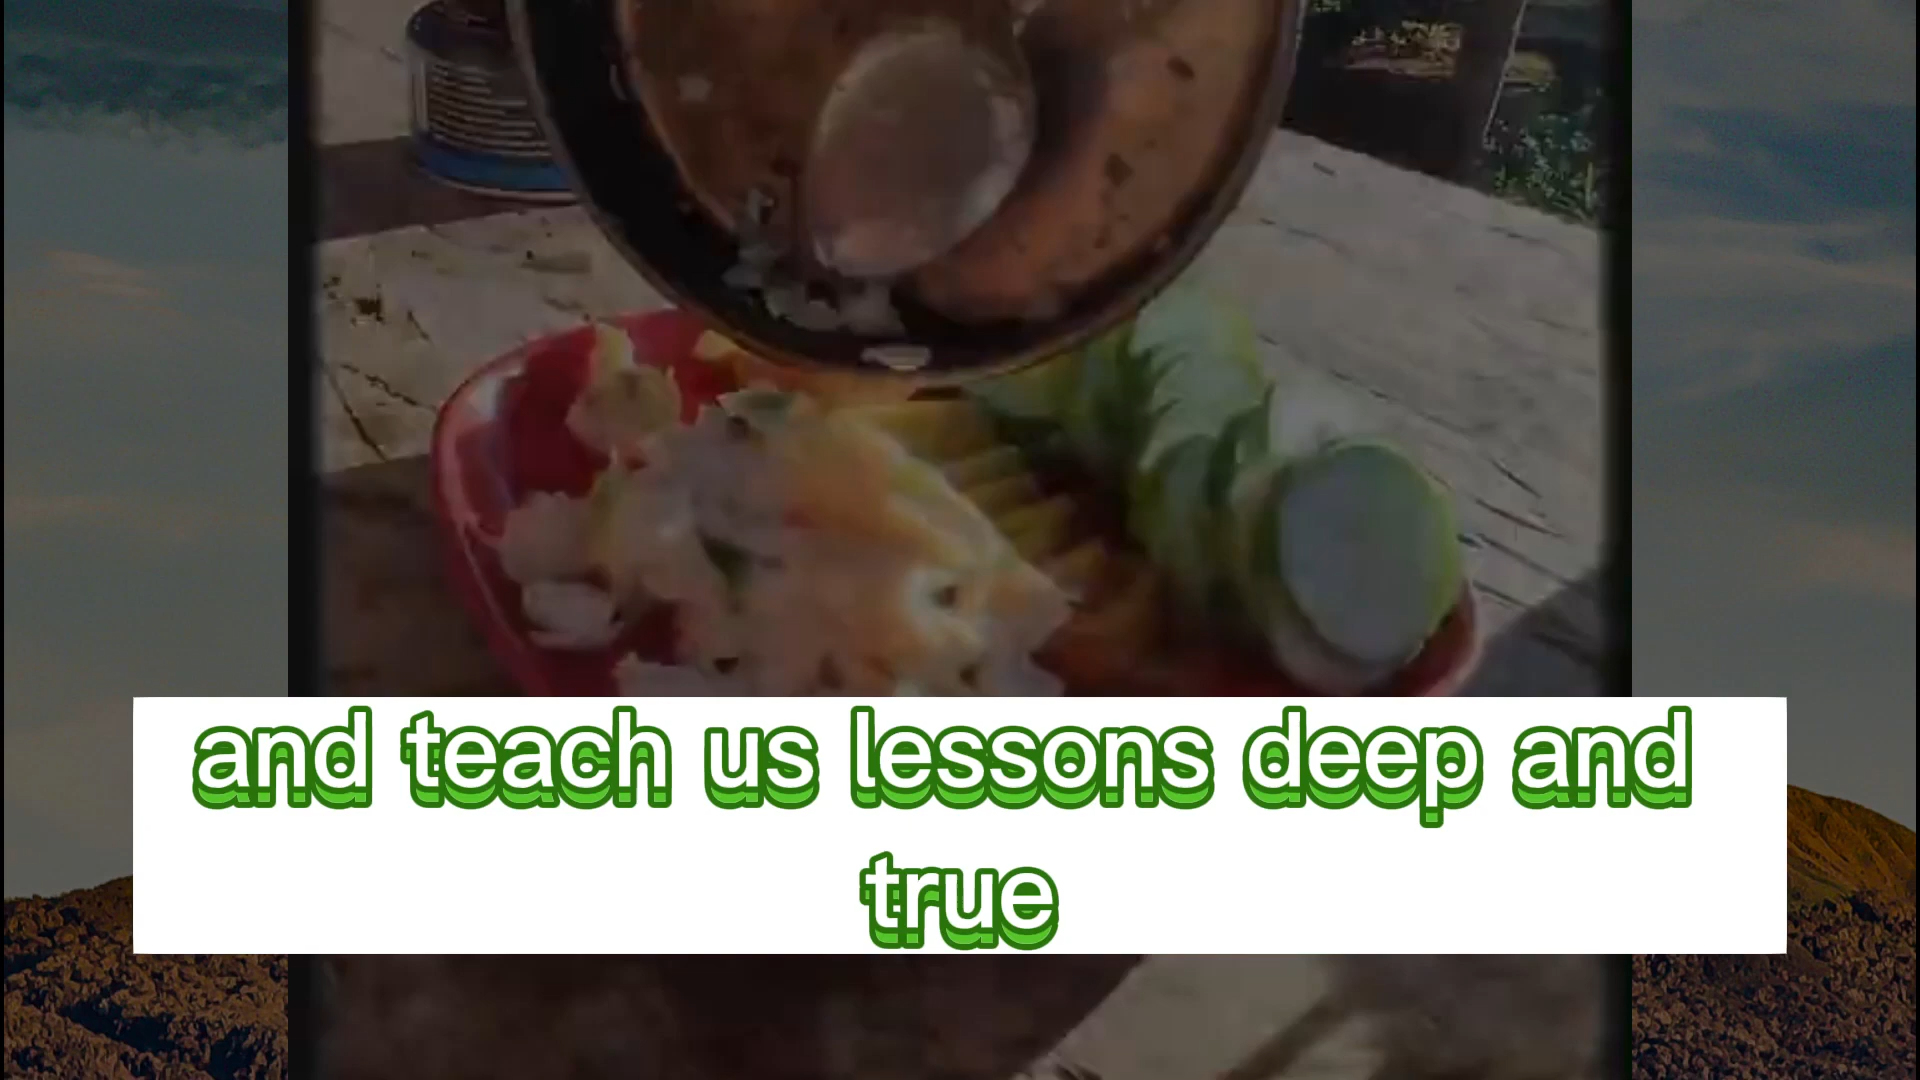 and teach us lessons deep and
true